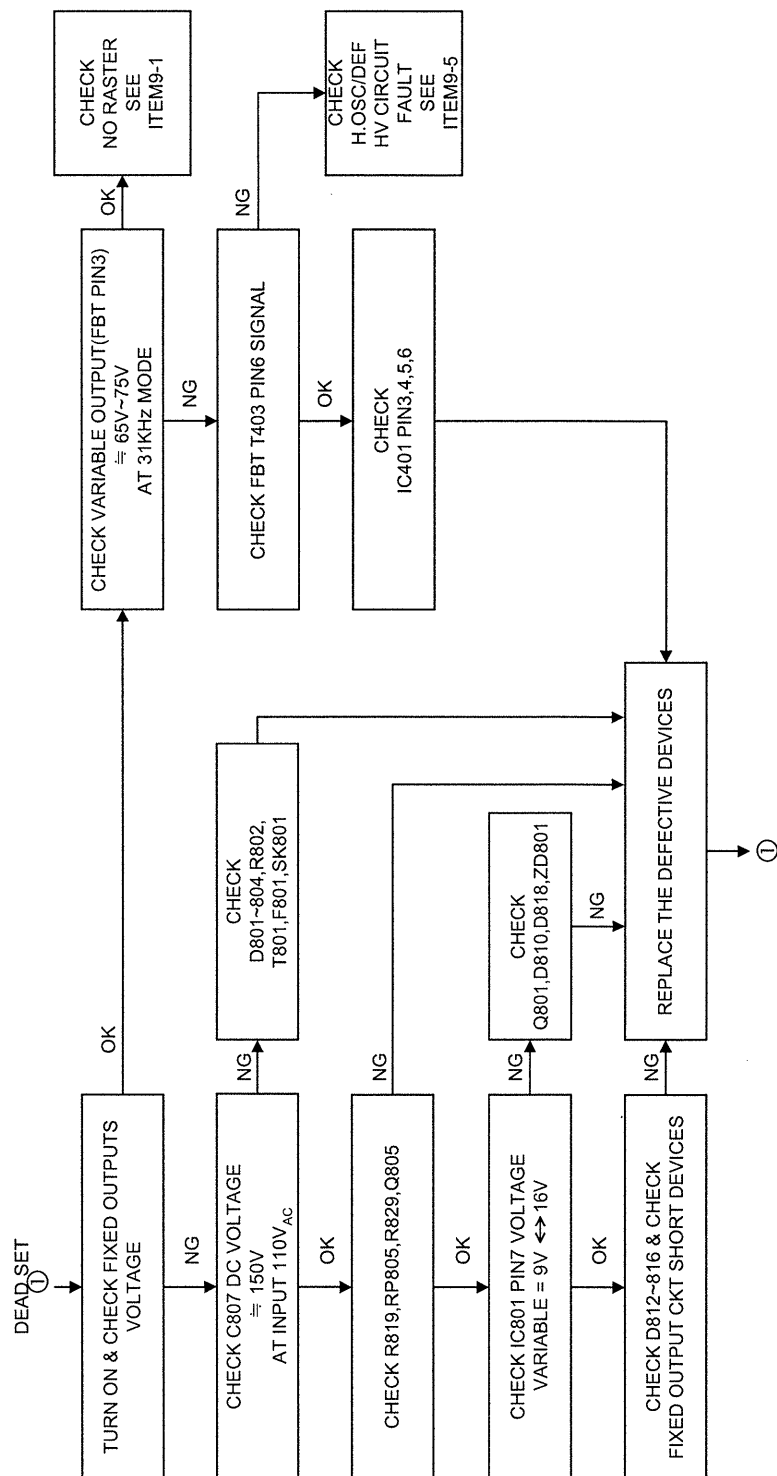 DEAD SET
①
TURN ON & CHECK FIXED OUTPUTS
VOLTAGE
OK
NG
CHECK C807 DC VOLTAGE
≒ 150V
AT INPUT 110VAC
NG
OK
CHECK
D801~804,R802,
T801,F801,SK801
CHECK R819,RP805,R829,Q805
NG
OK
CHECK IC801 PIN7 VOLTAGE
VARIABLE = 9V ⟷ 16V
NG
OK
CHECK
Q801,D810,D818,ZD801
NG
CHECK D812~816 & CHECK
FIXED OUTPUT CKT SHORT DEVICES
NG
REPLACE THE DEFECTIVE DEVICES
①
CHECK VARIABLE OUTPUT(FBT PIN3)
≒ 65V~75V
AT 31KHz MODE
OK
NG
CHECK
NO RASTER
SEE
ITEM9-1
CHECK FBT T403 PIN6 SIGNAL
NG
OK
CHECK
H.OSC/DEF
HV CIRCUIT
FAULT
SEE
ITEM9-5
CHECK
IC401 PIN3,4,5,6